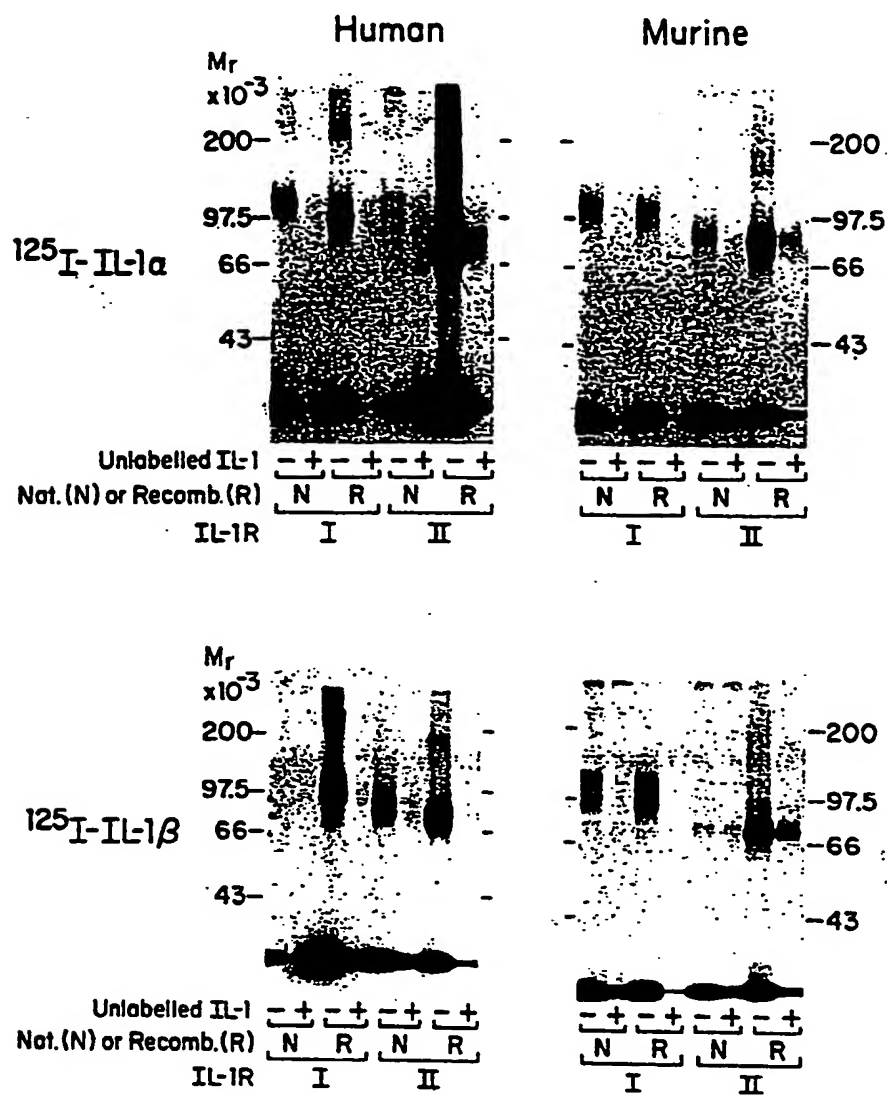 Human Murine
Mr
x10-3
200– –200
97.5– –97.5
125I-IL-1α
66– –66
43– –43
Unlabelled IL-1 – + – + – + – + – + – + – + – +
Nat.(N) or Recomb.(R) N R N R N R N R
IL-1R I II I II
Mr
x10-3
200– –200
97.5– –97.5
125I-IL-1β
66– –66
43– –43
Unlabelled IL-1 – + – + – + – + – + – + – + – +
Nat.(N) or Recomb.(R) N R N R N R N R
IL-1R I II I II